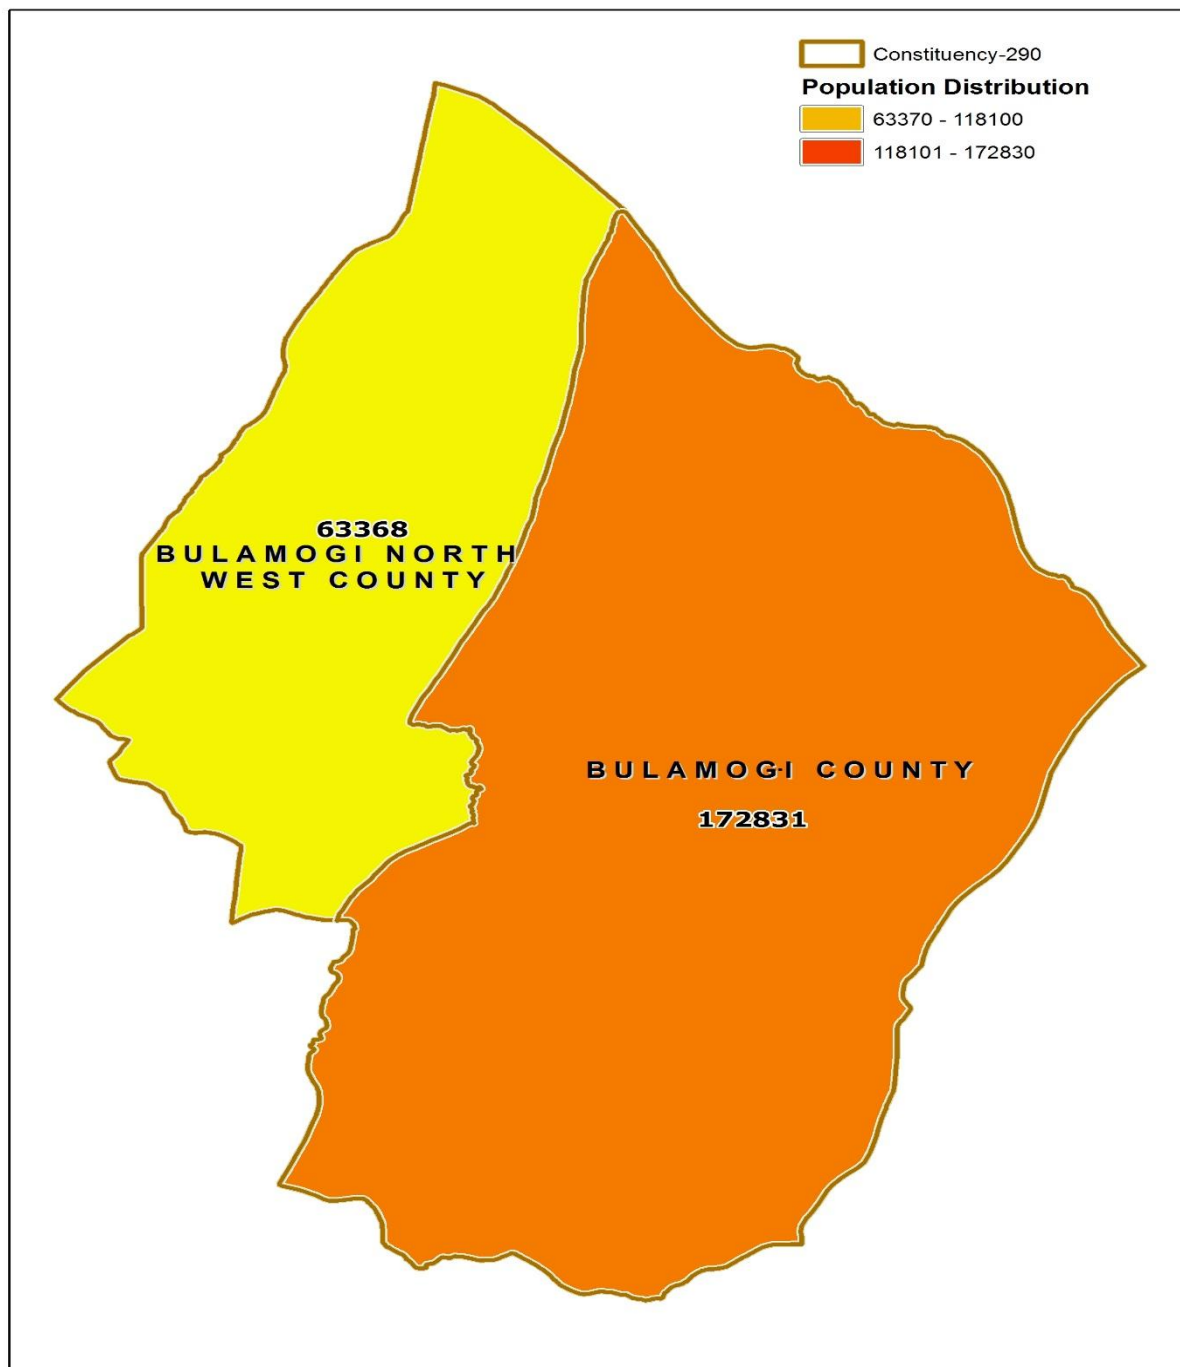 Constituency-290
Population Distribution
63370 - 118100
118101 - 172830
63368
BULAMOGI NORTH
WEST COUNTY
BULAMOGI COUNTY
172831